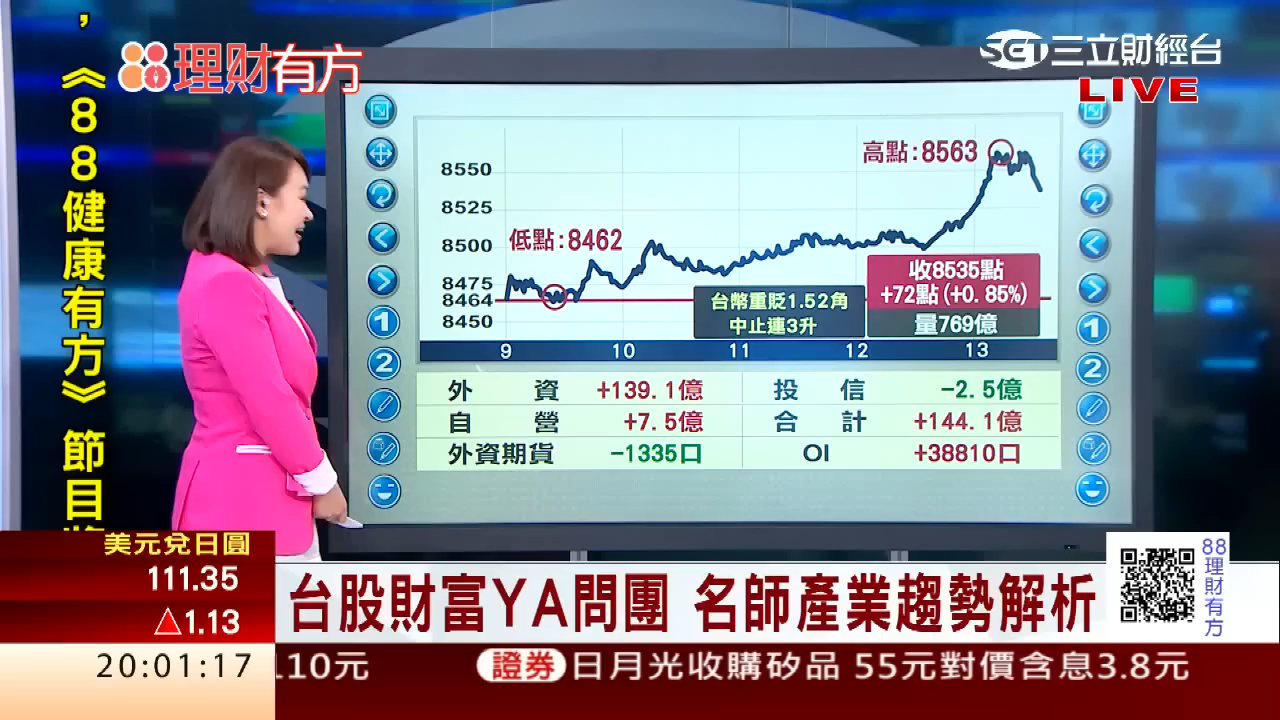 ，《88健康有方》節目
88理財有方
SET三立財經台
LIVE
8550
8525
8500
8475
8464
8450
高點:8563
低點:8462
收8535點
+72點(+0.85%)
量769億
台幣重貶1.52角
中止連3升
9 10 11 12 13
外資 +139.1億 投信 -2.5億
自營 +7.5億 合計 +144.1億
外資期貨 -1335口 OI +38810口
1
2
1
2
美元兌日圓
111.35
△1.13
20:01:17
台股財富YA問團 名師產業趨勢解析
88理財有方
110元 證券 日月光收購矽品 55元對價含息3.8元